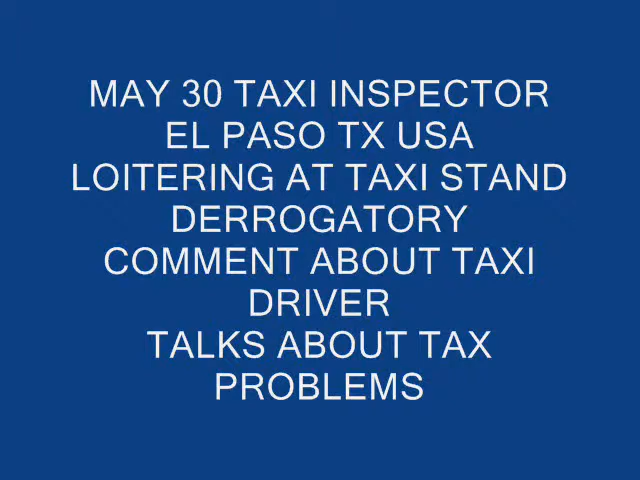 MAY 30 TAXI INSPECTOR
EL PASO TX USA
LOITERING AT TAXI STAND
DERROGATORY
COMMENT ABOUT TAXI
DRIVER
TALKS ABOUT TAX
PROBLEMS